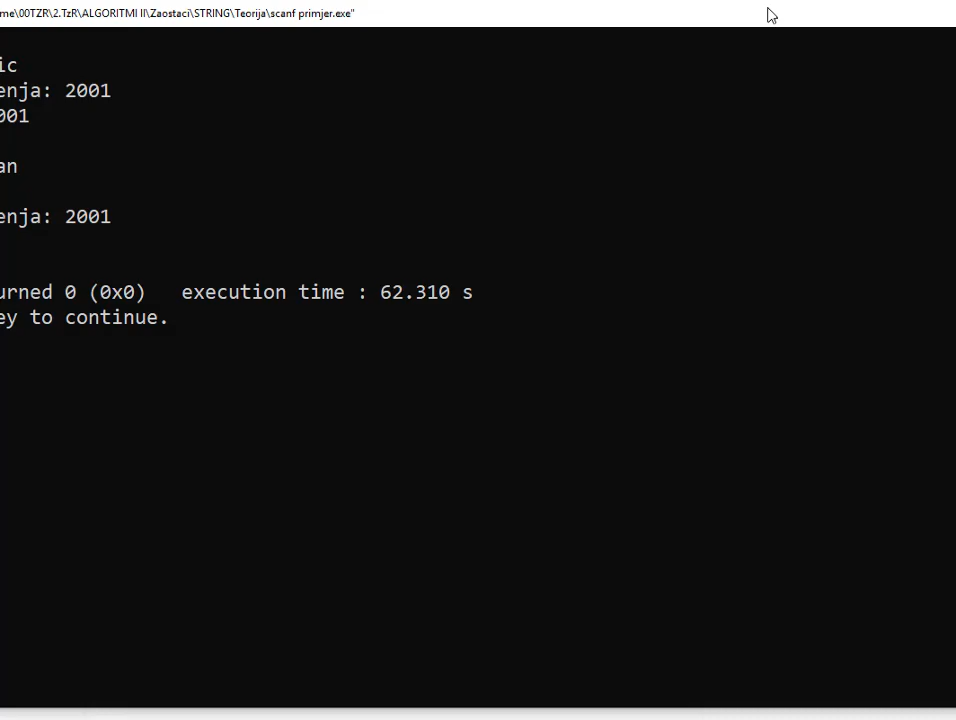 me\00TZR\2.TzR\ALGORITMI II\Zaostaci\STRING\Teorija\scanf primjer.exe"
ic
enja: 2001
001
an
enja: 2001
urned 0 (0x0)   execution time : 62.310 s
ey to continue.